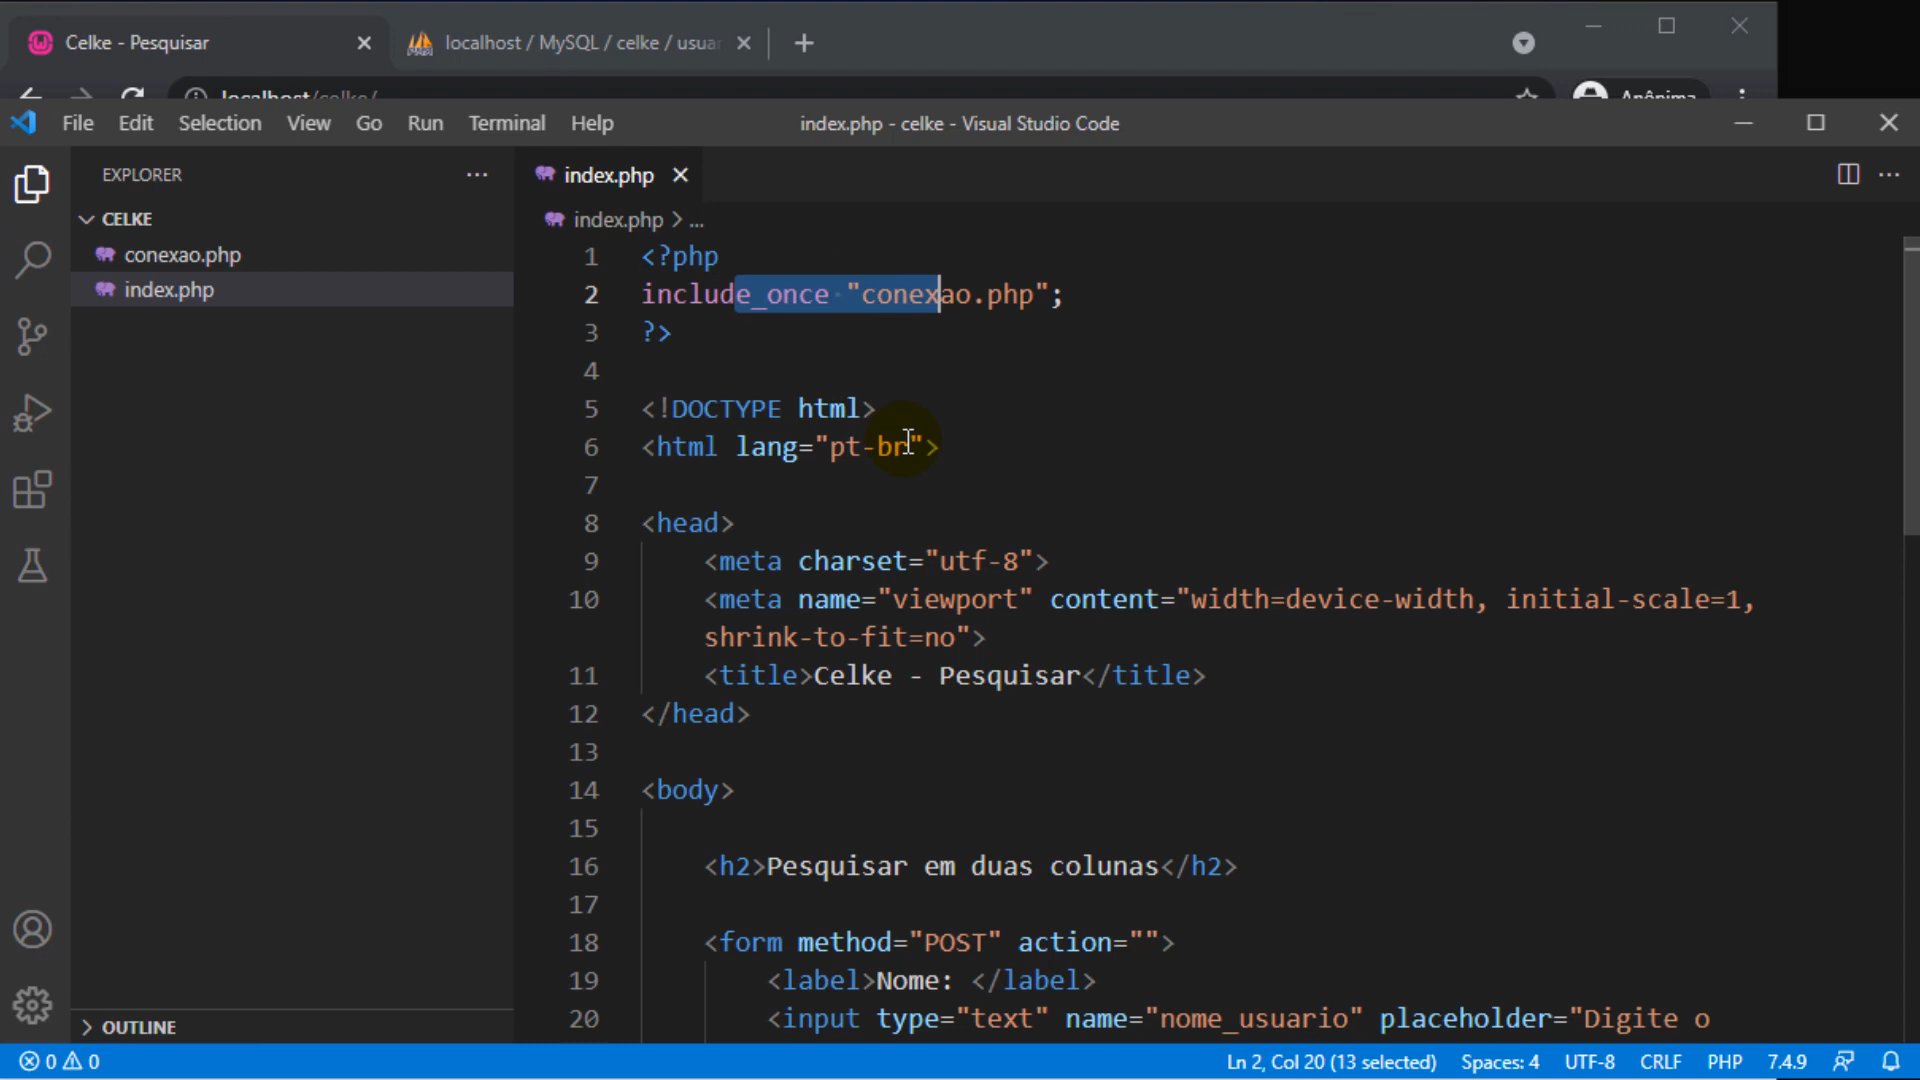 Celke - Pesquisar
localhost / MySQL / celke / usuar
localhost/celke/
Anônima
File Edit Selection View Go Run Terminal Help
index.php - celke - Visual Studio Code
EXPLORER
CELKE
conexao.php
index.php
OUTLINE
index.php
index.php > ...
1 <?php
2 include_once "conexao.php";
3 ?>
4
5 <!DOCTYPE html>
6 <html lang="pt-br">
7
8 <head>
9 <meta charset="utf-8">
10 <meta name="viewport" content="width=device-width, initial-scale=1,
shrink-to-fit=no">
11 <title>Celke - Pesquisar</title>
12 </head>
13
14 <body>
15
16 <h2>Pesquisar em duas colunas</h2>
17
18 <form method="POST" action="">
19 <label>Nome: </label>
20 <input type="text" name="nome_usuario" placeholder="Digite o
0 0
Ln 2, Col 20 (13 selected) Spaces: 4 UTF-8 CRLF PHP 7.4.9